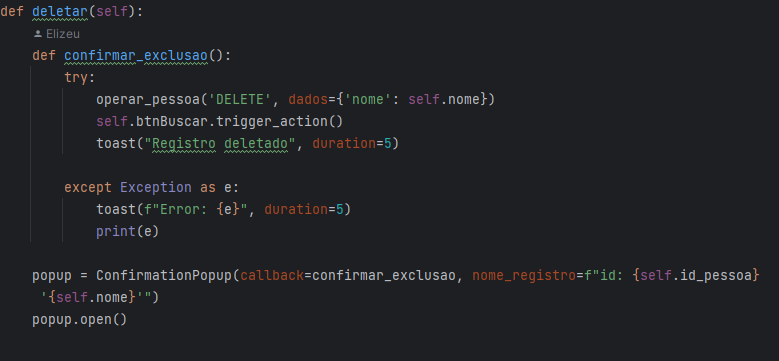 def deletar(self):
Elizeu
def confirmar_exclusao():
try:
operar_pessoa('DELETE', dados={'nome': self.nome})
self.btnBuscar.trigger_action()
toast("Registro deletado", duration=5)
except Exception as e:
toast(f"Error: {e}", duration=5)
print(e)
popup = ConfirmationPopup(callback=confirmar_exclusao, nome_registro=f"id: {self.id_pessoa}
'{self.nome}'")
popup.open()